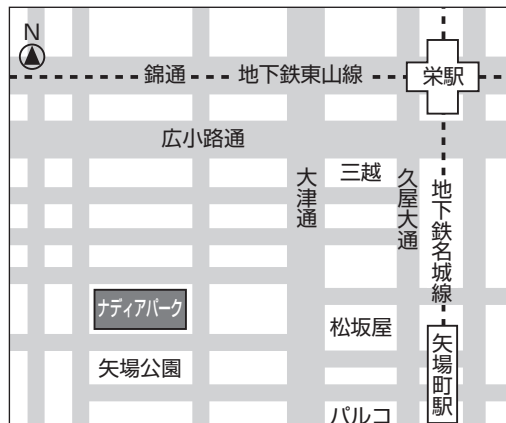 N
錦通
地下鉄東山線
栄駅
広小路通
大津通
三越
久屋大通
地下鉄名城線
ナディアパーク
松坂屋
矢場町駅
矢場公園
パルコ